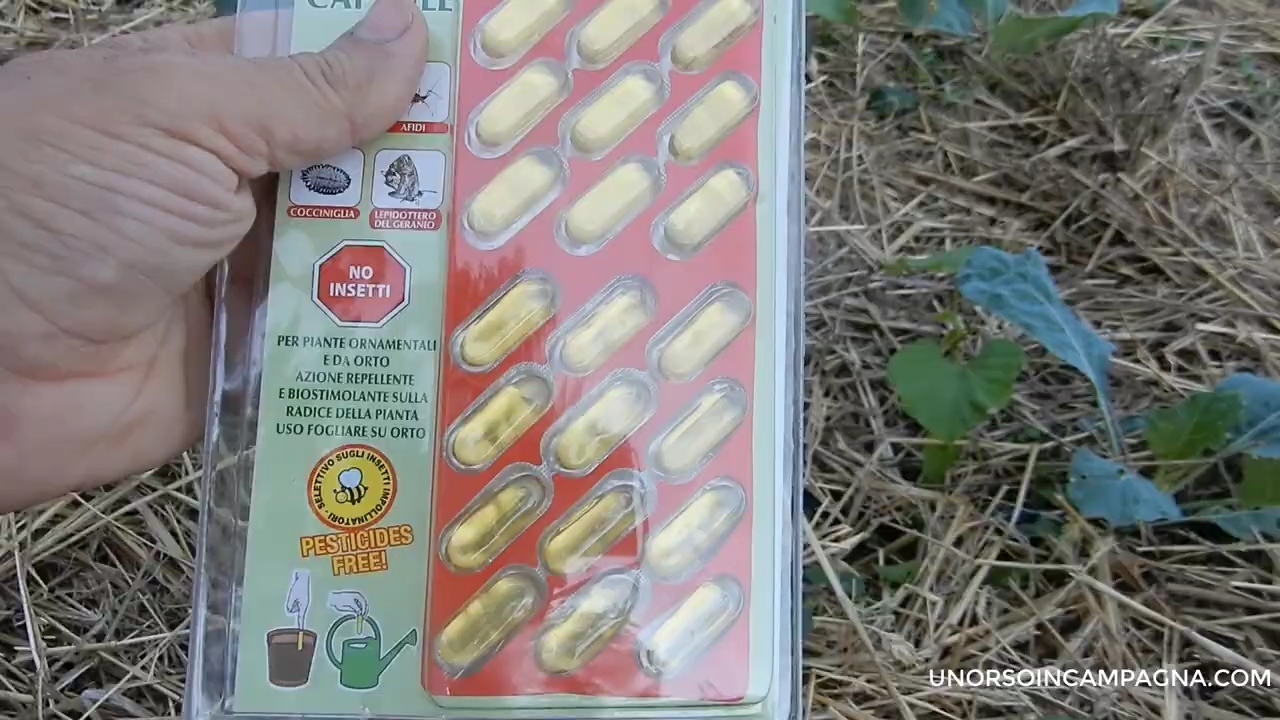 AFIDI
COCCINIGLIA
LEPIDOTTERO
DEL GERANIO
NO
INSETTI
PER PIANTE ORNAMENTALI
E DA ORTO
AZIONE REPELLENTE
E BIOSTIMOLANTE SULLA
RADICE DELLA PIANTA
USO FOGLIARE SU ORTO
SELETTIVO SUGLI INSETTI IMPOLLINATORI -
PESTICIDES
FREE!
UNORSOINCAMPAGNA.COM